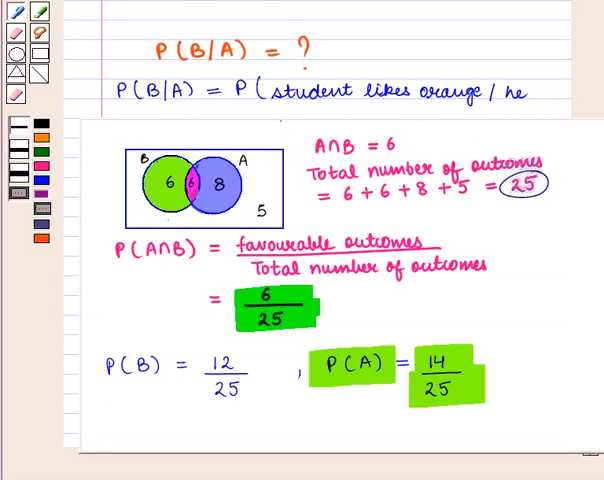 P(B/A) = ?
P(B/A) = P(student likes orange / he
B
A
6
6
8
5
A∩B = 6
Total number of outcomes
= 6 + 6 + 8 + 5 = 25
P(A∩B) = favourable outcomes
Total number of outcomes
= 6
25
P(B) = 12
25
, P(A) = 14
25